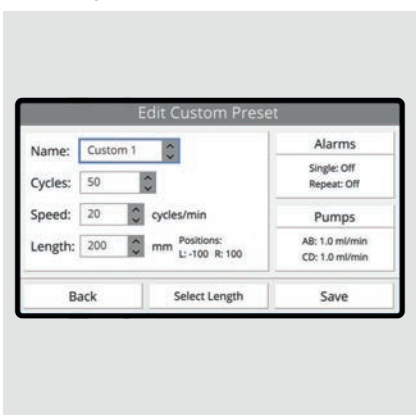 Edit Custom Preset
Name: Custom 1
Cycles: 50
Speed: 20 cycles/min
Length: 200 mm Positions:
L: -100 R: 100
Alarms
Single: Off
Repeat: Off
Pumps
AB: 1.0 ml/min
CD: 1.0 ml/min
Back
Select Length
Save